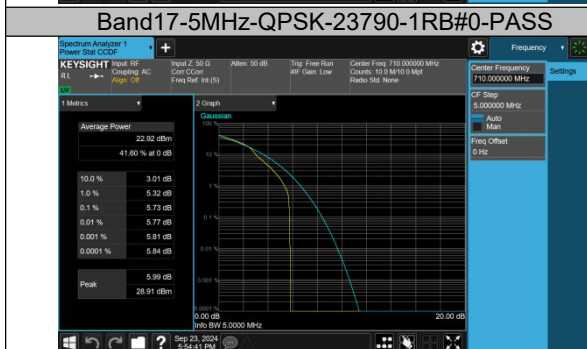 Band17-5MHz-QPSK-23790-1RB#0-PASS
Spectrum Analyzer 1
Power Stat CCDF
Frequency
KEYSIGHT
Input: RF
Input Z: 50 Ω
Atten: 50 dB
Trig: Free Run
Center Freq: 710.000000 MHz
R L
Coupling: AC
Corr CCorr
#IF Gain: Low
Counts: 10.0 M/10.0 Mpt
Align: Off
Freq Ref: Int (S)
Radio Std: None
Center Frequency
710.000000 MHz
Settings
CF Step
5.000000 MHz
Auto
Man
Freq Offset
0 Hz
1 Metrics
2 Graph
Gaussian
Average Power
22.92 dBm
41.60 % at 0 dB
10.0 % 3.01 dB
1.0 % 5.32 dB
0.1 % 5.73 dB
0.01 % 5.77 dB
0.001 % 5.81 dB
0.0001 % 5.84 dB
Peak
5.99 dB
28.91 dBm
100 %
10 %
1 %
0.1 %
0.01 %
0.001 %
0.0001 %
0.00 dB
20.00 dB
Info BW 5.0000 MHz
Sep 23, 2024
5:54:41 PM